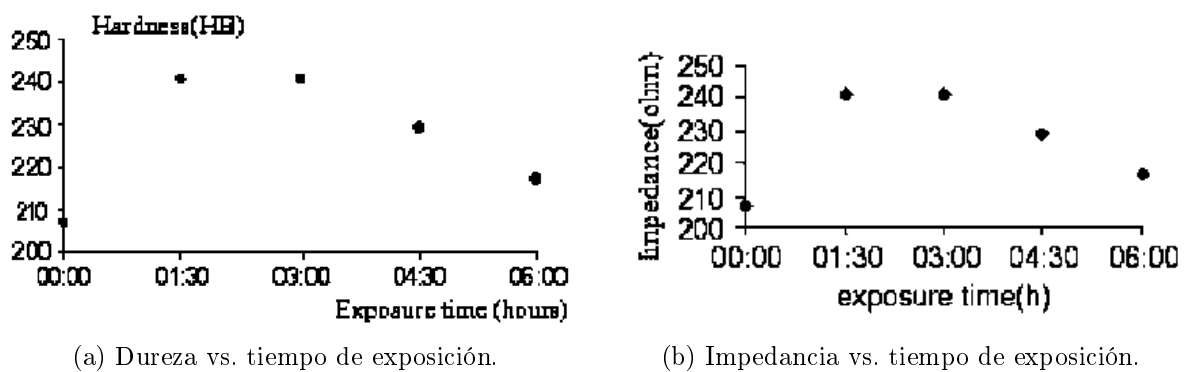 Hardness(HB)
250
240
230
220
210
200
00:00 01:30 03:00 04:30 06:00
Exposure time (hours)
(a) Dureza vs. tiempo de exposición.
Impedance(ohm)
250
240
230
220
210
200
00:00 01:30 03:00 04:30 06:00
exposure time(h)
(b) Impedancia vs. tiempo de exposición.